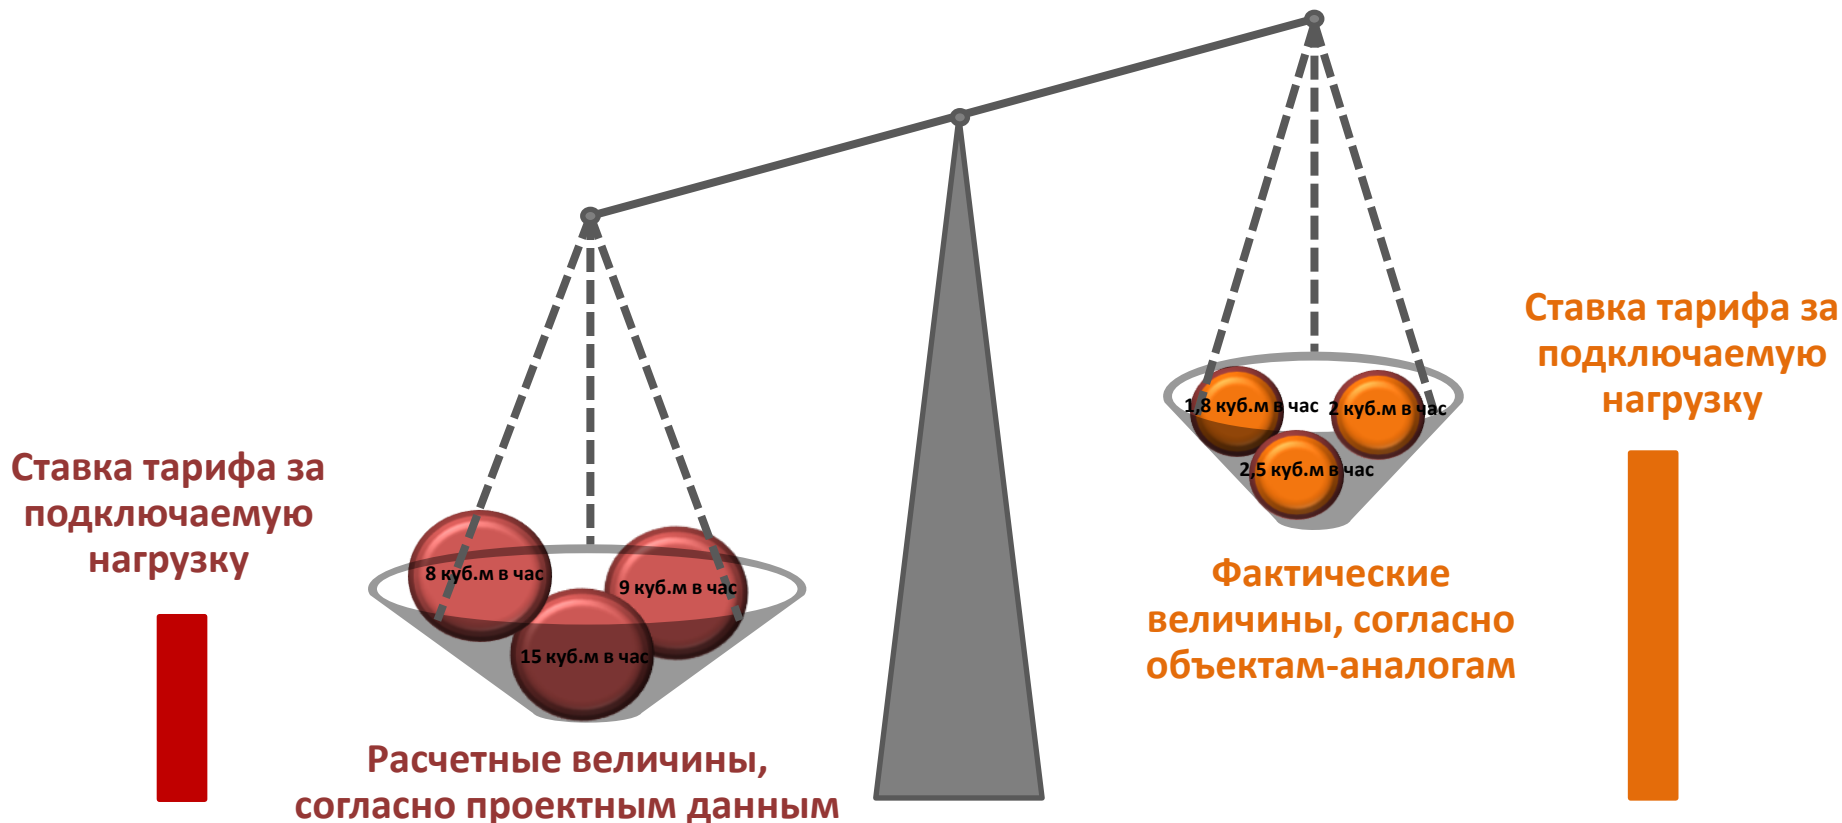 Ставка тарифа за
подключаемую
нагрузку
8 куб.м в час
9 куб.м в час
15 куб.м в час
Расчетные величины,
согласно проектным данным
1,8 куб.м в час
2 куб.м в час
2,5 куб.м в час
Фактические
величины, согласно
объектам-аналогам
Ставка тарифа за
подключаемую
нагрузку